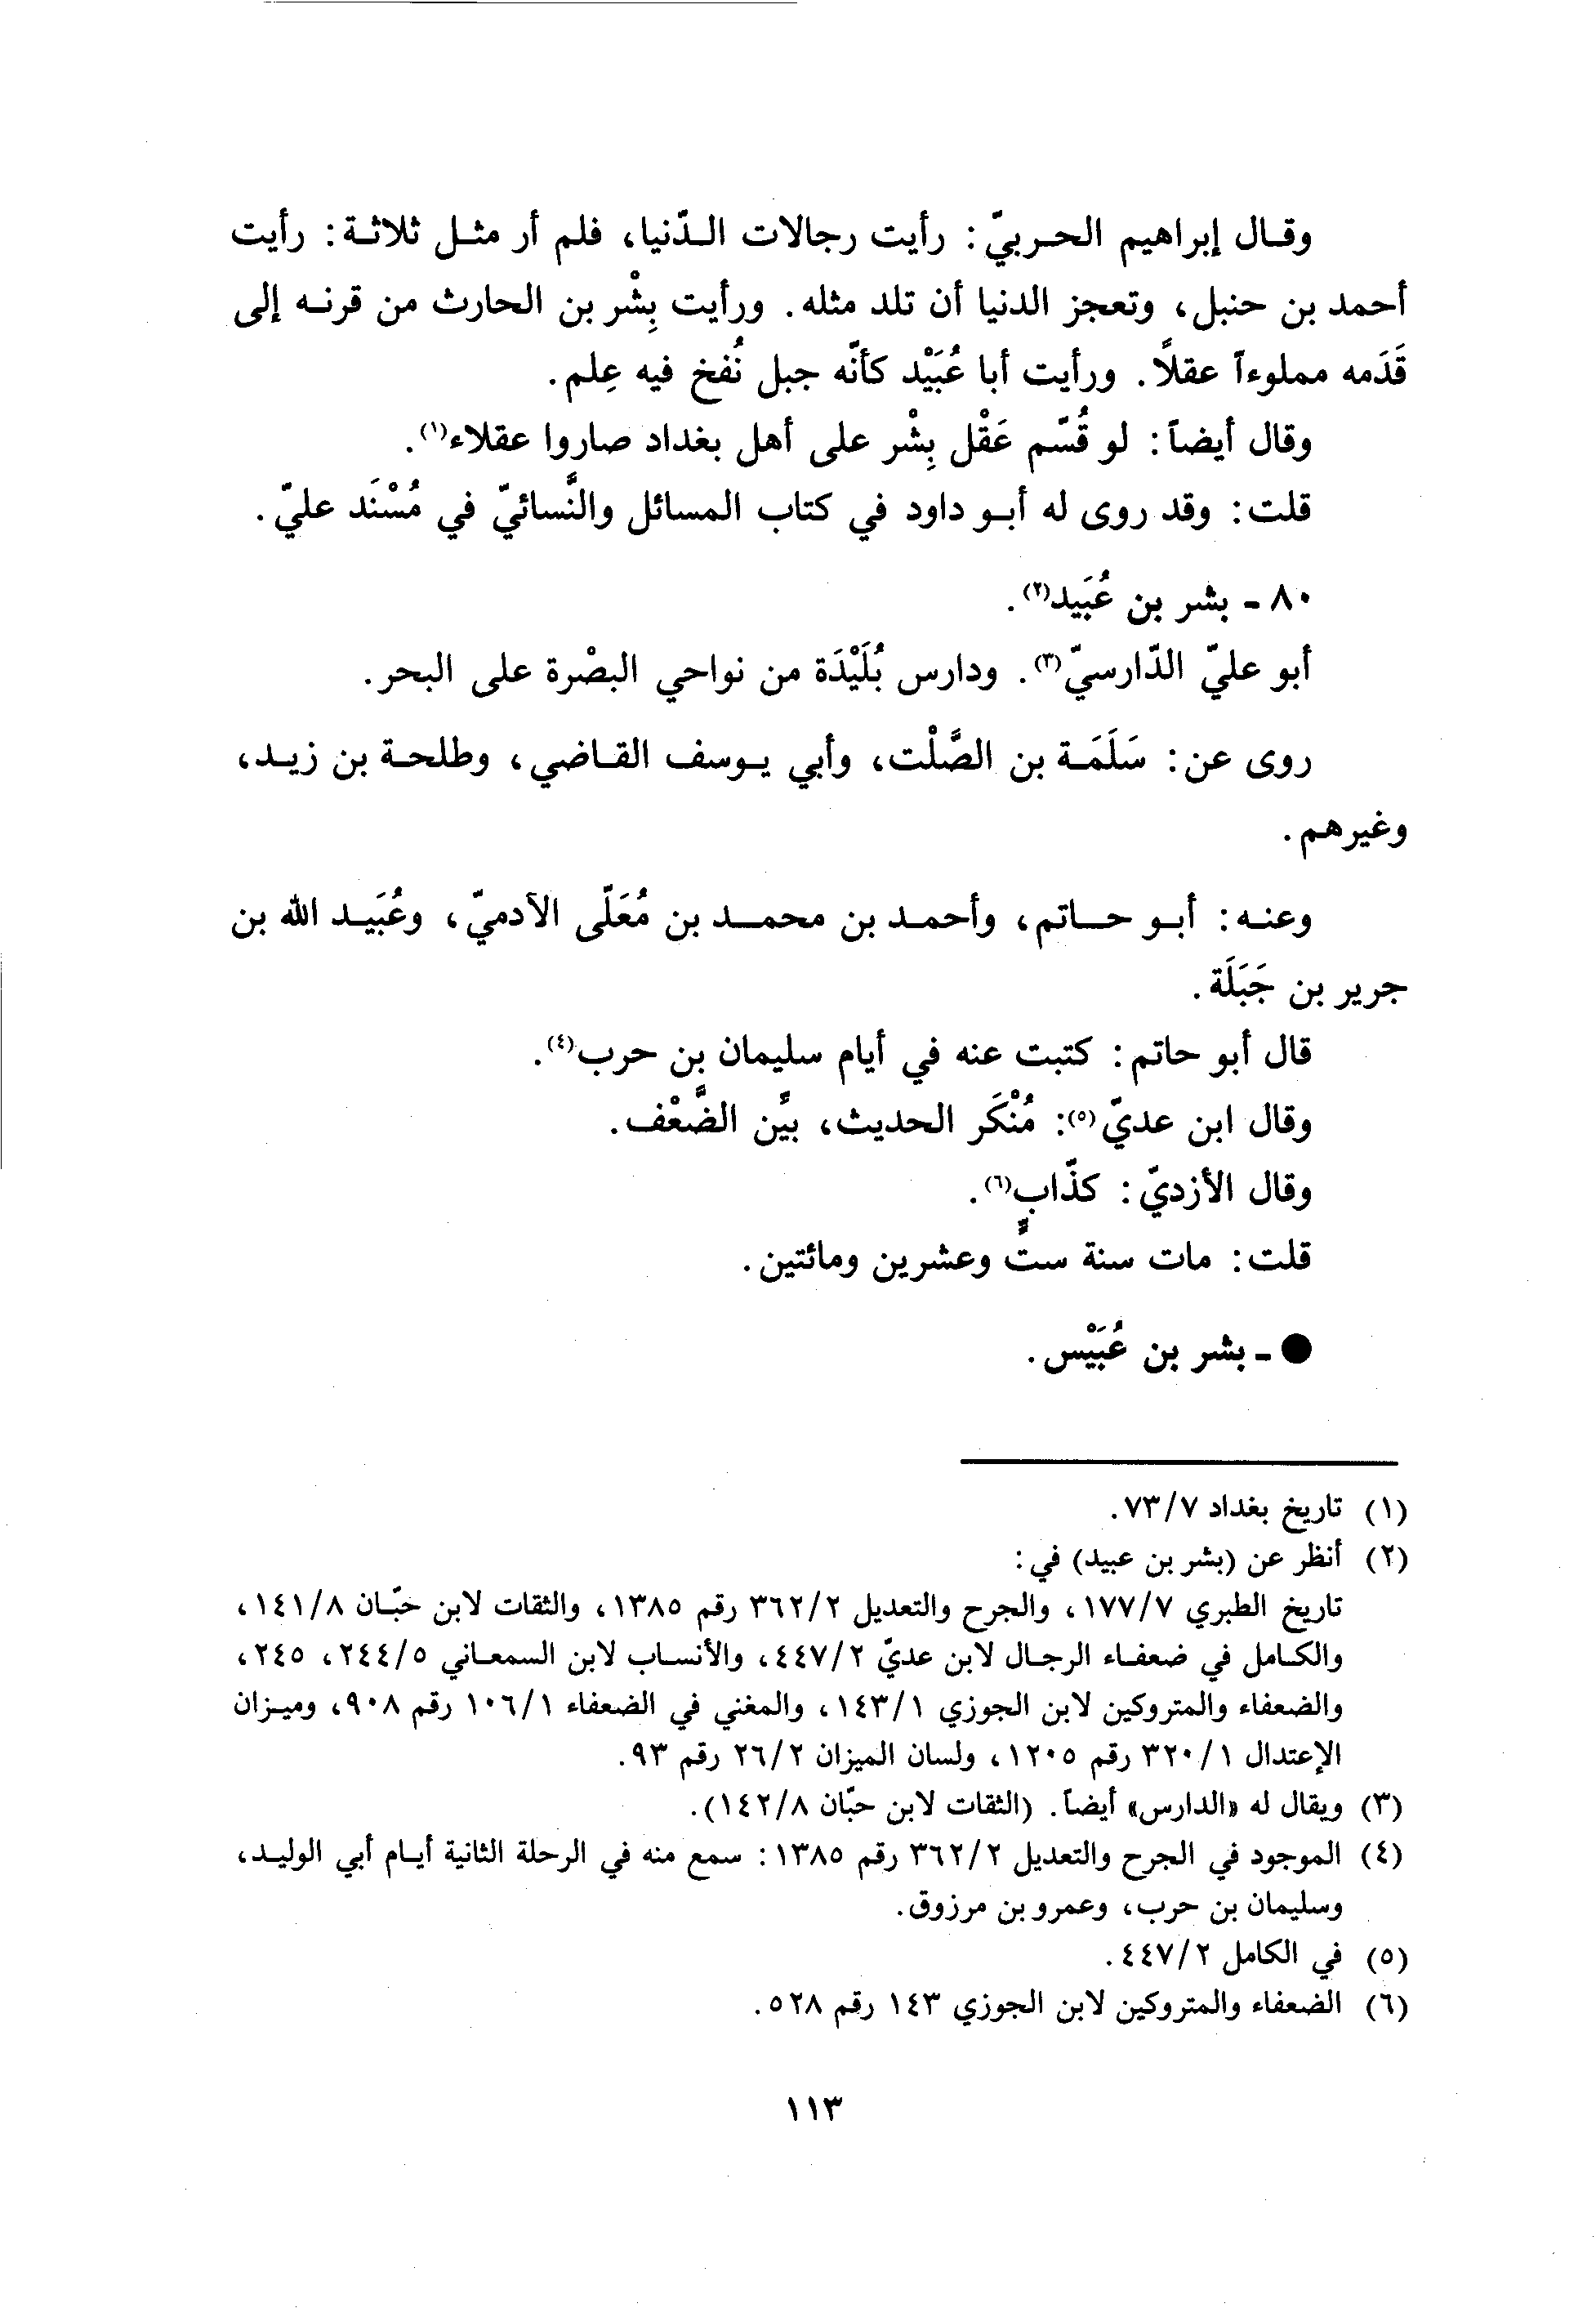 وقال إبراهيم الحربيّ: رأيت رجالات الدّنيا، فلم أر مثل ثلاثة: رأيت
أحمد بن حنبل، وتعجز الدنيا أن تلد مثله. ورأيت بِشْر بن الحارث من قرنه إلى
قَدَمه مملوءاً عقلاً. ورأيت أبا عُبَيْد كأنّه جبل نُفخ فيه عِلم.
وقال أيضاً: لو قُسّم عَقْل بِشْر على أهل بغداد صاروا عقلاء(١).
قلت: وقد روى له أبو داود في كتاب المسائل والنَّسائيّ في مُسْنَد عليّ.
٨٠ - بشر بن عُبَيد(٢).
أبو عليّ الدّارسيّ(٣). ودارس بُلَيْدَة من نواحي البصْرة على البحر.
روى عن: سَلَمَة بن الصَّلْت، وأبي يوسف القاضي، وطلحة بن زيد،
وغيرهم.
وعنه: أبو حاتم، وأحمد بن محمد بن مُعَلّى الآدميّ، وعُبَيد الله بن
جرير بن جَبَلَة.
قال أبو حاتم: كتبت عنه في أيام سليمان بن حرب(٤).
وقال ابن عديّ(٥): مُنْكَر الحديث، بيِّن الضَّعْف.
وقال الأزديّ: كذّاب(٦).
قلت: مات سنة ستٍّ وعشرين ومائتين.
● - بشر بن عُبَيْس.
(١) تاريخ بغداد ٧٣/٧.
(٢) أنظر عن (بشر بن عبيد) في:
تاريخ الطبري ١٧٧/٧، والجرح والتعديل ٣٦٢/٢ رقم ١٣٨٥، والثقات لابن حبّان ١٤١/٨،
والكامل في ضعفاء الرجال لابن عديّ ٤٤٧/٢، والأنساب لابن السمعاني ٢٤٤/٥، ٢٤٥،
والضعفاء والمتروكين لابن الجوزي ١٤٣/١، والمغني في الضعفاء ١٠٦/١ رقم ٩٠٨، وميزان
الإعتدال ٣٢٠/١ رقم ١٢٠٥، ولسان الميزان ٢٦/٢ رقم ٩٣.
(٣) ويقال له «الدارس» أيضاً. (الثقات لابن حبّان ١٤٢/٨).
(٤) الموجود في الجرح والتعديل ٣٦٢/٢ رقم ١٣٨٥: سمع منه في الرحلة الثانية أيام أبي الوليد،
وسليمان بن حرب، وعمرو بن مرزوق.
(٥) في الكامل ٤٤٧/٢.
(٦) الضعفاء والمتروكين لابن الجوزي ١٤٣ رقم ٥٢٨.
١١٣